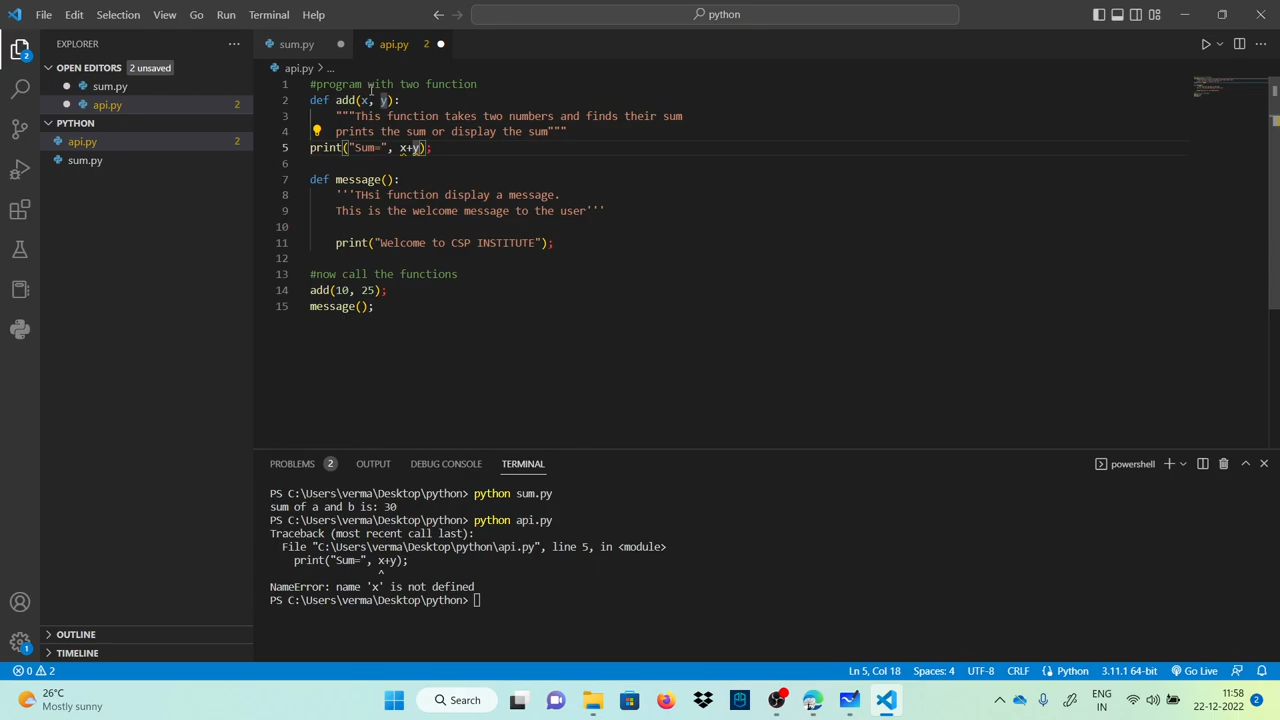 File Edit Selection View Go Run Terminal Help
python
EXPLORER
OPEN EDITORS 2 unsaved
sum.py
api.py 2
PYTHON
api.py 2
sum.py
OUTLINE
TIMELINE
2
1
sum.py api.py 2
api.py > ...
1 #program with two function
2 def add(x, y):
3 """This function takes two numbers and finds their sum
4 prints the sum or display the sum"""
5 print("Sum=", x+y);
6
7 def message():
8 '''THsi function display a message.
9 This is the welcome message to the user'''
10
11 print("Welcome to CSP INSTITUTE");
12
13 #now call the functions
14 add(10, 25);
15 message();
PROBLEMS 2 OUTPUT DEBUG CONSOLE TERMINAL
powershell
PS C:\Users\verma\Desktop\python> python sum.py
sum of a and b is: 30
PS C:\Users\verma\Desktop\python> python api.py
Traceback (most recent call last):
File "C:\Users\verma\Desktop\python\api.py", line 5, in <module>
print("Sum=", x+y);
^
NameError: name 'x' is not defined
PS C:\Users\verma\Desktop\python>
0 2 Ln 5, Col 18 Spaces: 4 UTF-8 CRLF Python 3.11.1 64-bit Go Live
26°C
Mostly sunny
Search
ENG
IN
11:58
22-12-2022
2